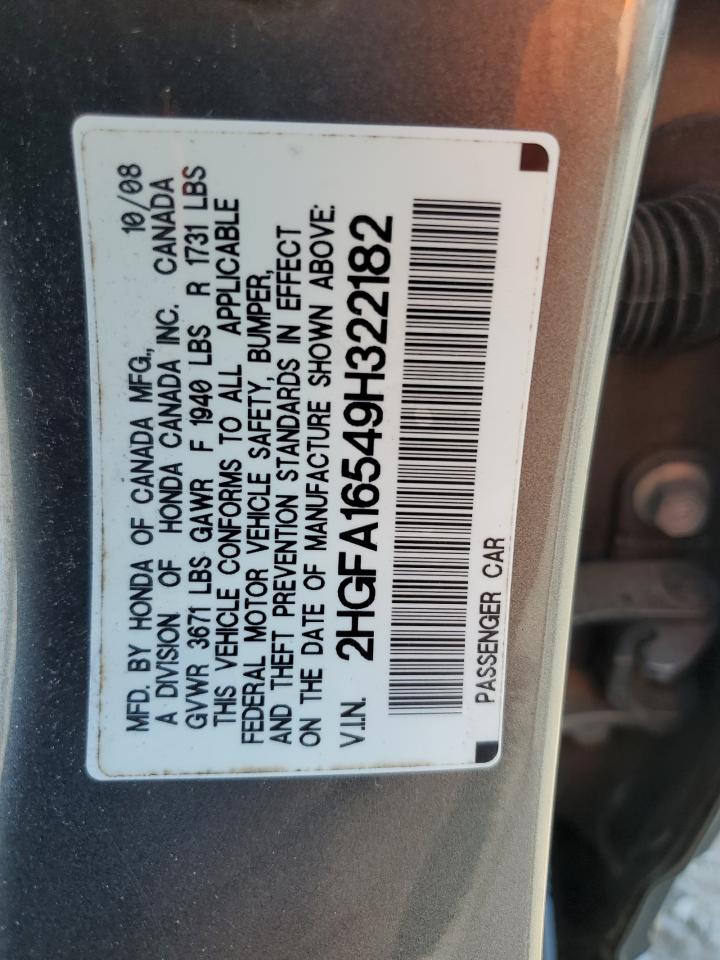 MFD. BY HONDA OF CANADA MFG., 10/08
A DIVISION OF HONDA CANADA INC. CANADA
GVWR 3671 LBS GAWR F 1940 LBS R 1731 LBS
THIS VEHICLE CONFORMS TO ALL APPLICABLE
FEDERAL MOTOR VEHICLE SAFETY, BUMPER,
AND THEFT PREVENTION STANDARDS IN EFFECT
ON THE DATE OF MANUFACTURE SHOWN ABOVE:
V.I.N. 2HGFA16549H322182
PASSENGER CAR